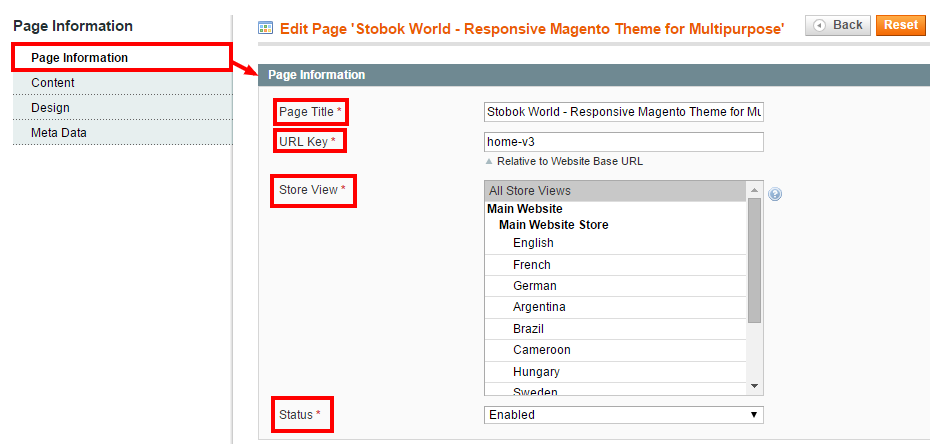 Page Information
Page Information
Content
Design
Meta Data
Edit Page 'Stobok World - Responsive Magento Theme for Multipurpose'
Back
Reset
Page Information
Page Title *
Stobok World - Responsive Magento Theme for Mu
URL Key *
home-v3
Relative to Website Base URL
Store View *
All Store Views
Main Website
Main Website Store
English
French
German
Argentina
Brazil
Cameroon
Hungary
Sweden
Status *
Enabled